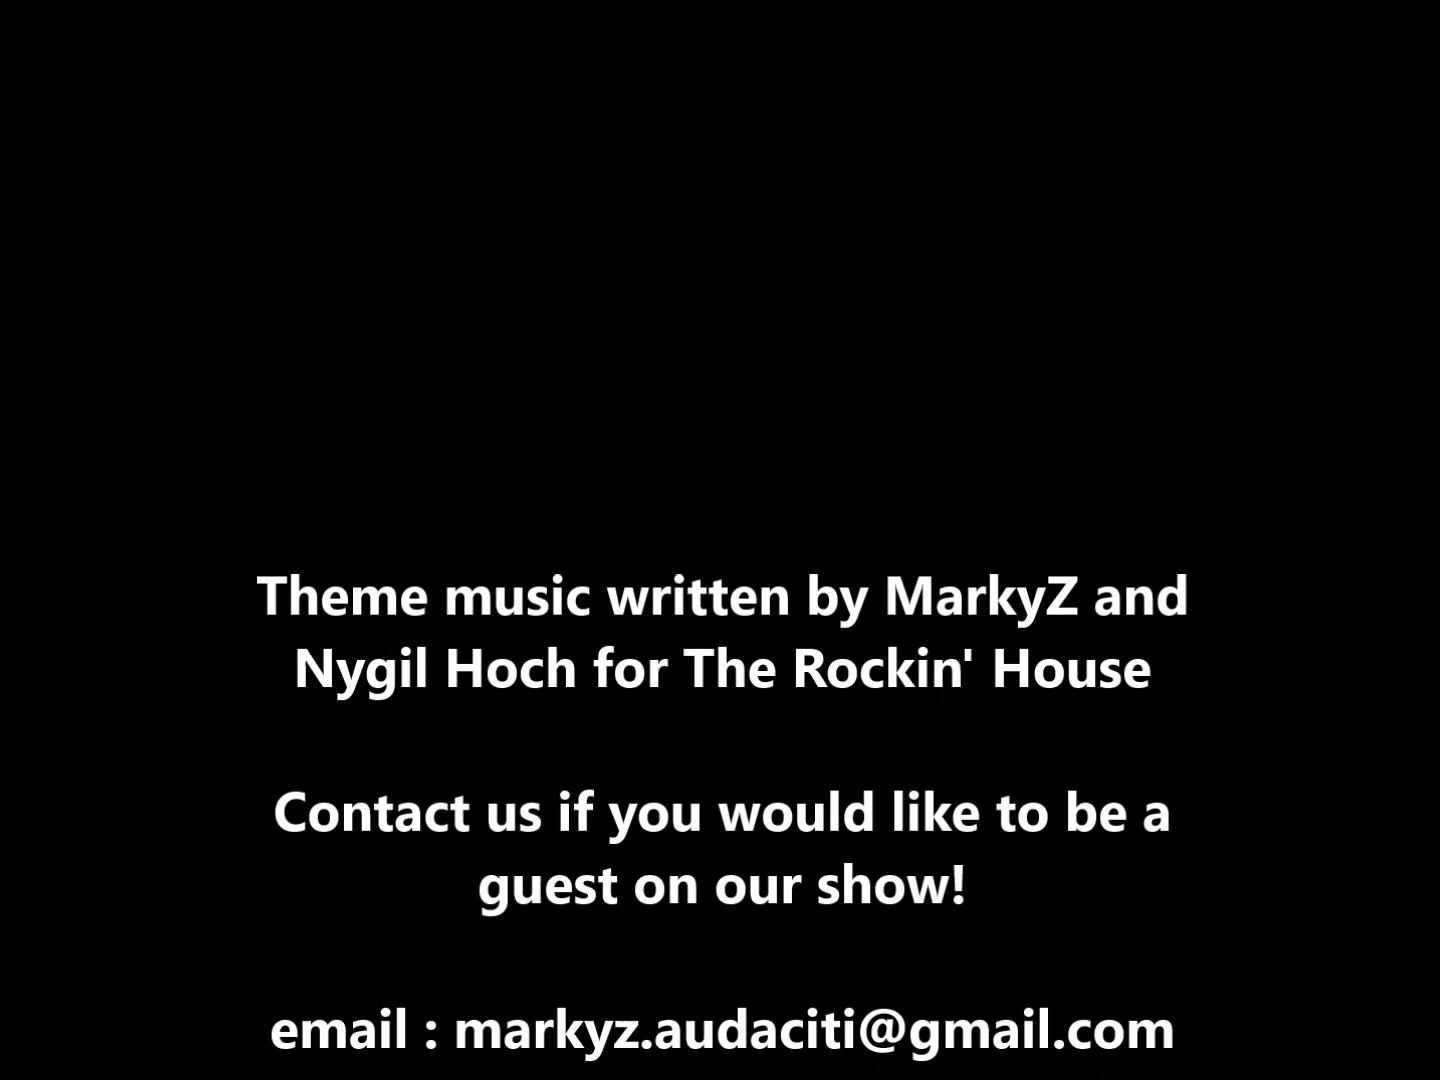 Theme music written by MarkyZ and
Nygil Hoch for The Rockin' House
Contact us if you would like to be a
guest on our show!
email : markyz.audaciti@gmail.com